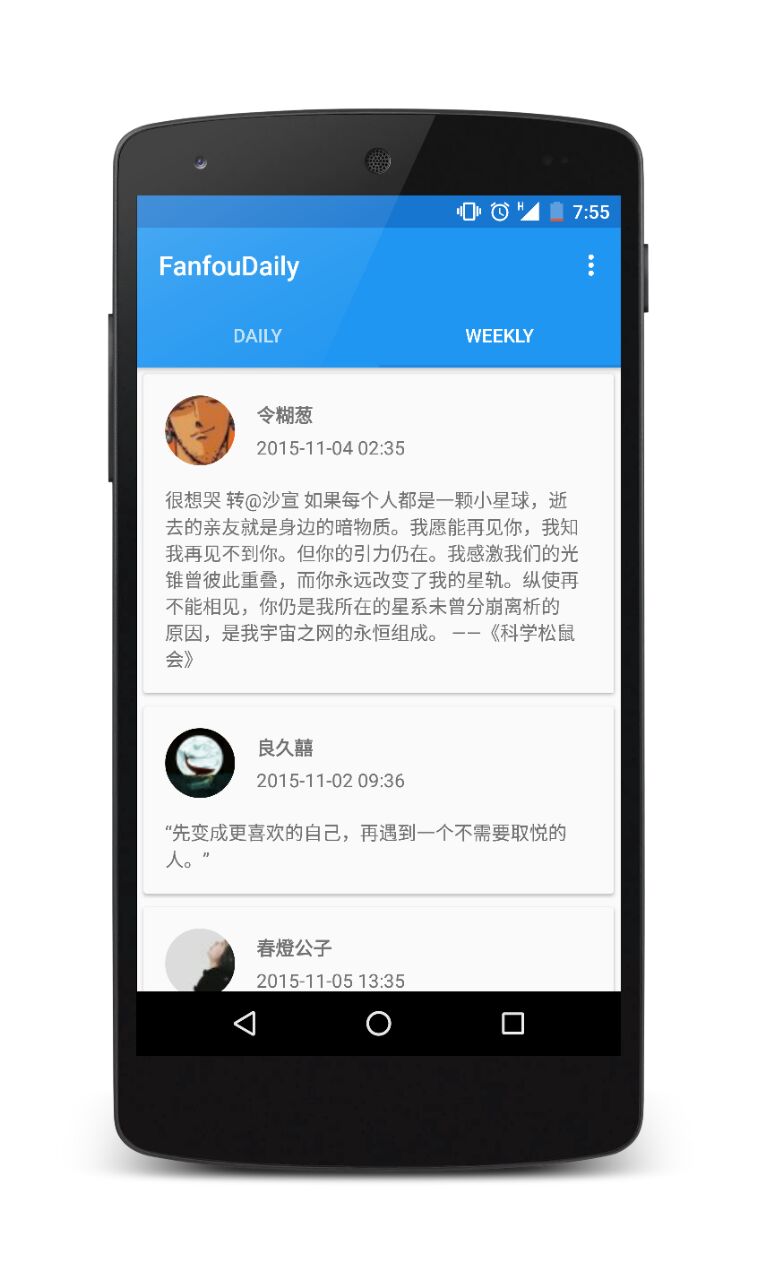 H 7:55
FanfouDaily
DAILY WEEKLY
令糊葱
2015-11-04 02:35
很想哭 转@沙宣 如果每个人都是一颗小星球，逝
去的亲友就是身边的暗物质。我愿能再见你，我知
我再见不到你。但你的引力仍在。我感激我们的光
锥曾彼此重叠，而你永远改变了我的星轨。纵使再
不能相见，你仍是我所在的星系未曾分崩离析的
原因，是我宇宙之网的永恒组成。 ——《科学松鼠
会》
良久囍
2015-11-02 09:36
“先变成更喜欢的自己，再遇到一个不需要取悦的
人。”
春燈公子
2015-11-05 13:35